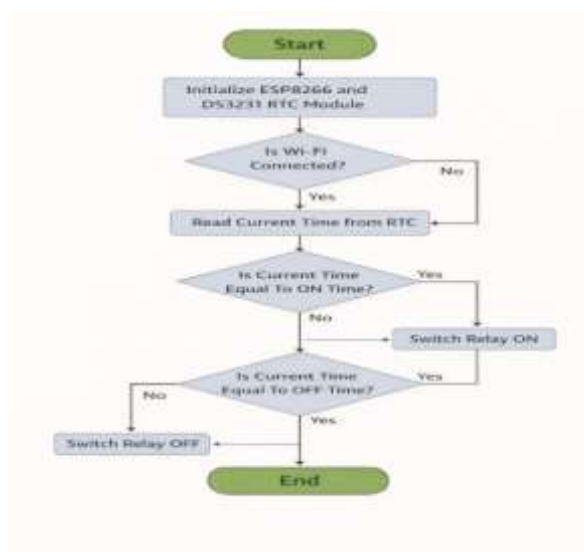 Start
Initialize ESP8266 and
DS3231 RTC Module
Is Wi-Fi
Connected?
No
Yes
Read Current Time from RTC
Is Current Time
Equal To ON Time?
Yes
No
Switch Relay ON
Is Current Time
Equal To OFF Time?
Yes
No
Yes
Switch Relay OFF
End